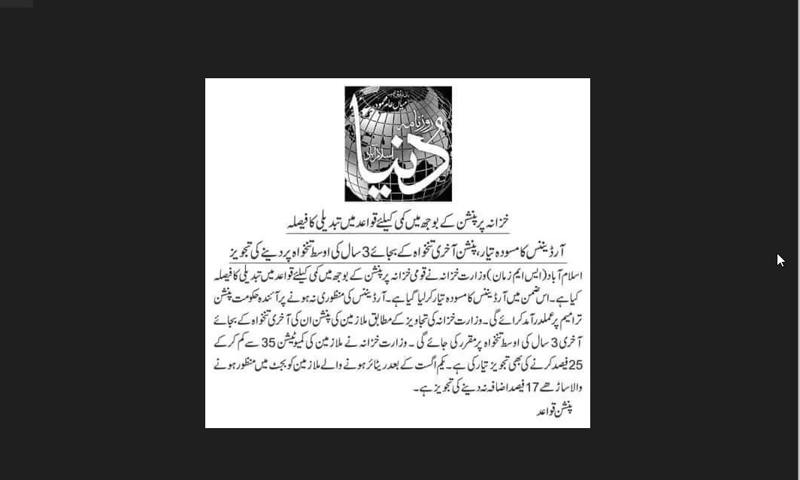 میاں عامر محمود
روزنامہ
دنیا
اسلام آباد
خزانہ پر پنشن کے بوجھ میں کمی کیلئے قواعد میں تبدیلی کا فیصلہ
آرڈیننس کا مسودہ تیار، پنشن آخری تنخواہ کے بجائے 3 سال کی اوسط تنخواہ پر دینے کی تجویز
اسلام آباد (ایس ایم زمان) وزارت خزانہ نے قومی خزانہ پر پنشن کے بوجھ میں کمی کیلئے قواعد میں تبدیلی کا فیصلہ
کیا ہے۔ اس ضمن میں آرڈیننس کا مسودہ تیار کر لیا گیا ہے۔ آرڈیننس کی منظوری نہ ہونے پر آئندہ حکومت پنشن
ترامیم پر عملدرآمد کرائے گی۔ وزارت خزانہ کی تجاویز کے مطابق ملازمین کی پنشن ان کی آخری تنخواہ کے بجائے
آخری 3 سال کی اوسط تنخواہ پر مقرر کی جائے گی۔ وزارت خزانہ نے ملازمین کی کمیوٹیشن 35 سے کم کر کے
25 فیصد کرنے کی بھی تجویز تیار کی ہے۔ یکم اگست کے بعد ریٹائر ہونے والے ملازمین کو بجٹ میں منظور ہونے
والا ساڑھے 17 فیصد اضافہ نہ دینے کی تجویز ہے۔
پنشن قواعد